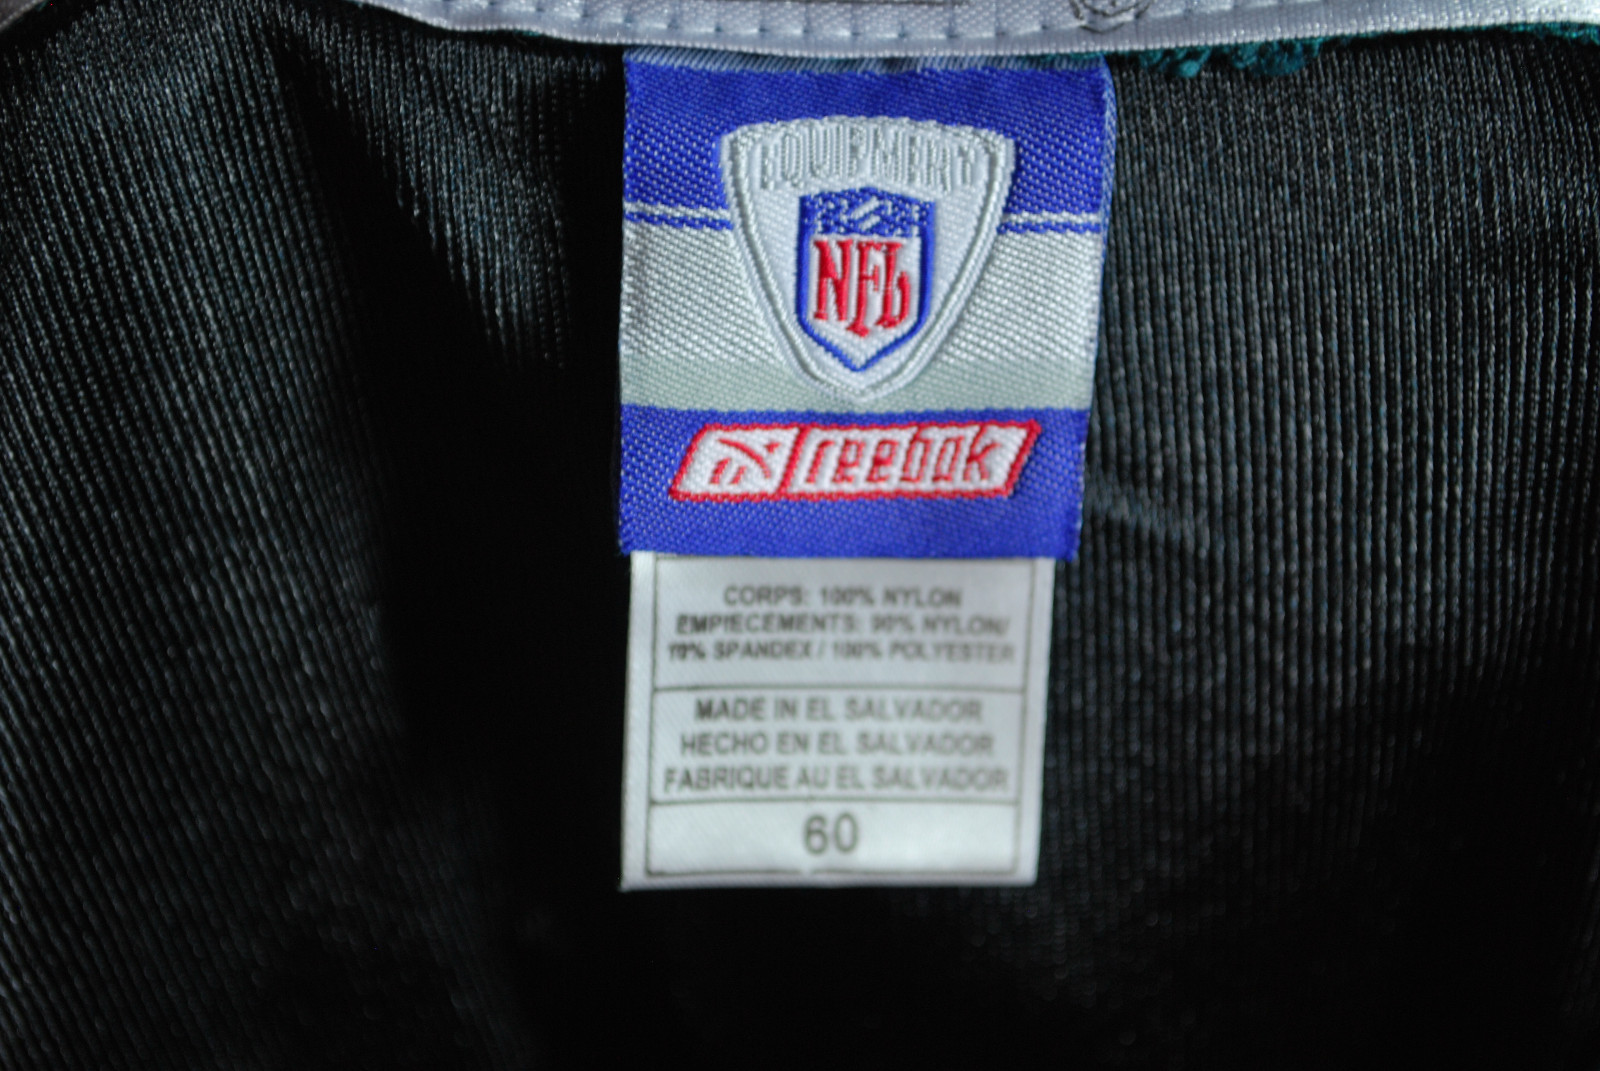 EQUIPMENT
NFL
reebok
CORPS: 100% NYLON
EMPIECEMENTS: 90% NYLON/
10% SPANDEX / 100% POLYESTER
MADE IN EL SALVADOR
HECHO EN EL SALVADOR
FABRIQUE AU EL SALVADOR
60